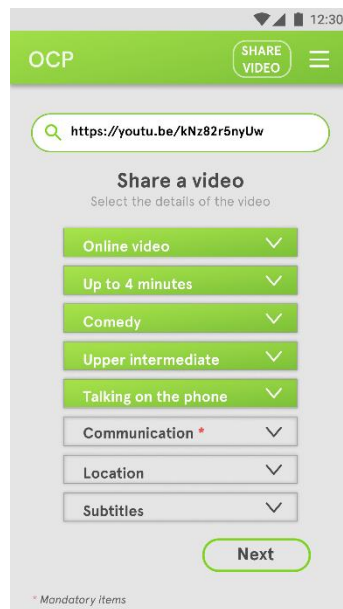 12:30
OCP
SHARE
VIDEO
https://youtu.be/kNz82r5nyUw
Share a video
Select the details of the video
Online video
Up to 4 minutes
Comedy
Upper intermediate
Talking on the phone
Communication *
Location
Subtitles
Next
* Mandatory items